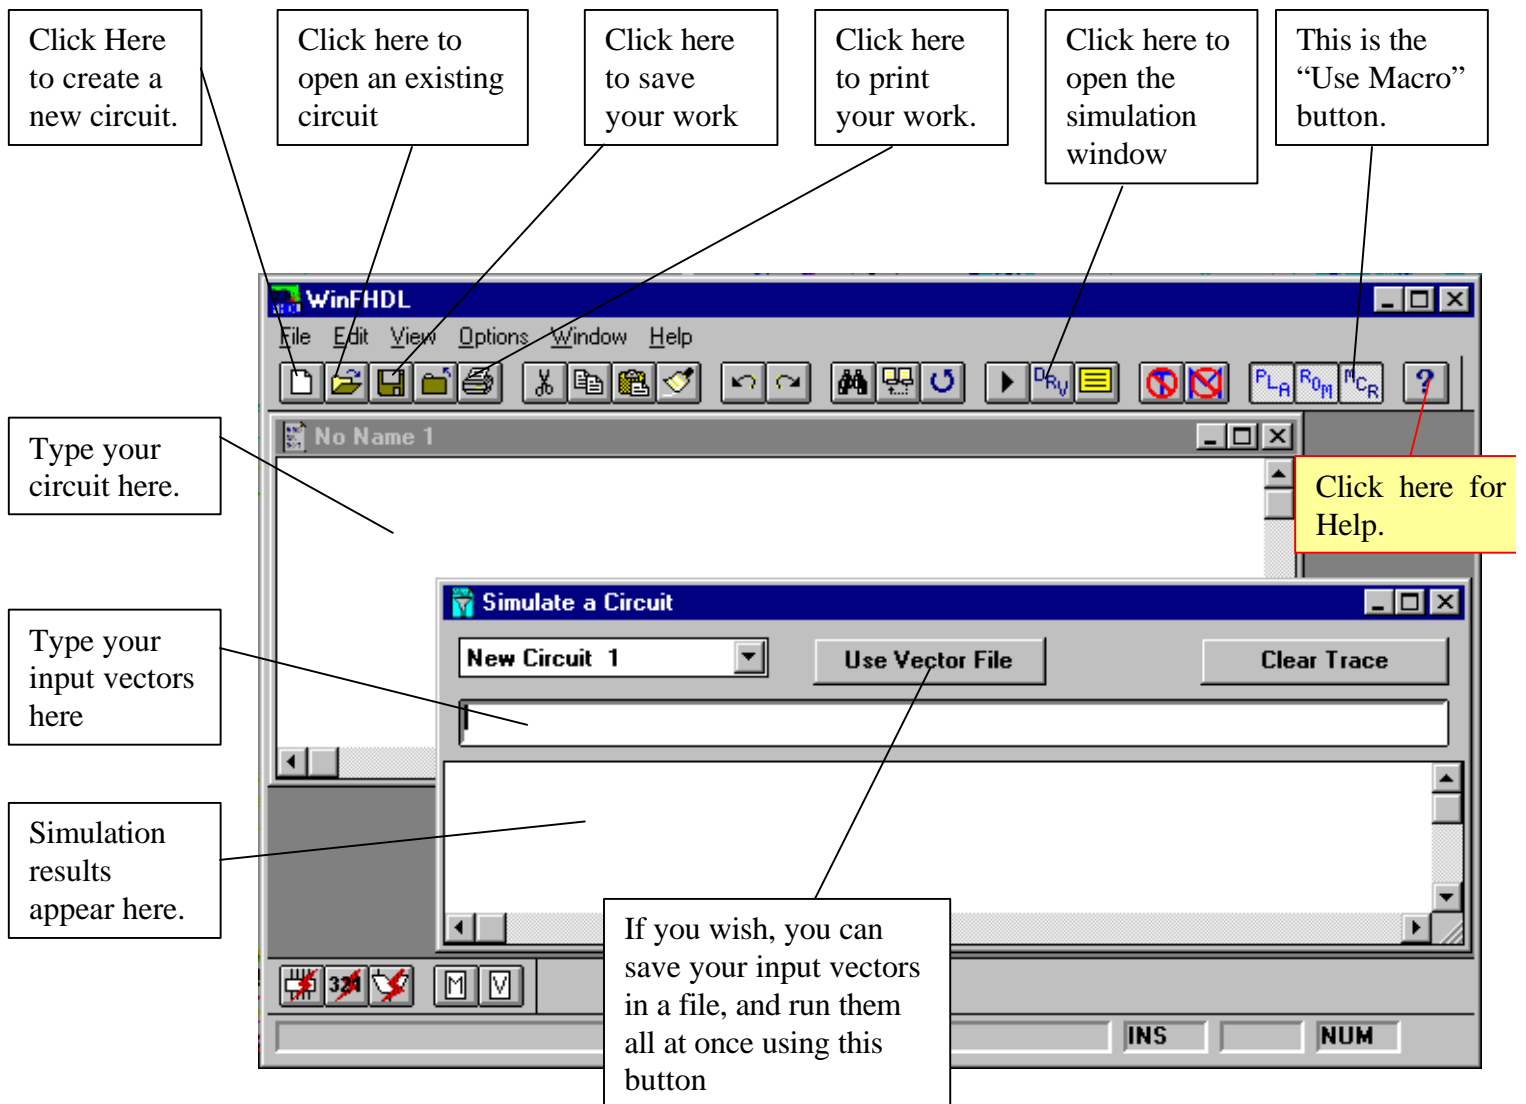 Click Here
to create a
new circuit.
Click here to
open an existing
circuit
Click here
to save
your work
Click here
to print
your work.
Click here to
open the
simulation
window
This is the
“Use Macro”
button.
WinFHDL
File Edit View Options Window Help
DRV PLA ROM MCR ?
No Name 1
Type your
circuit here.
Click here for
Help.
Simulate a Circuit
New Circuit 1
Use Vector File
Clear Trace
Type your
input vectors
here
Simulation
results
appear here.
If you wish, you can
save your input vectors
in a file, and run them
all at once using this
button
321
M V
INS NUM